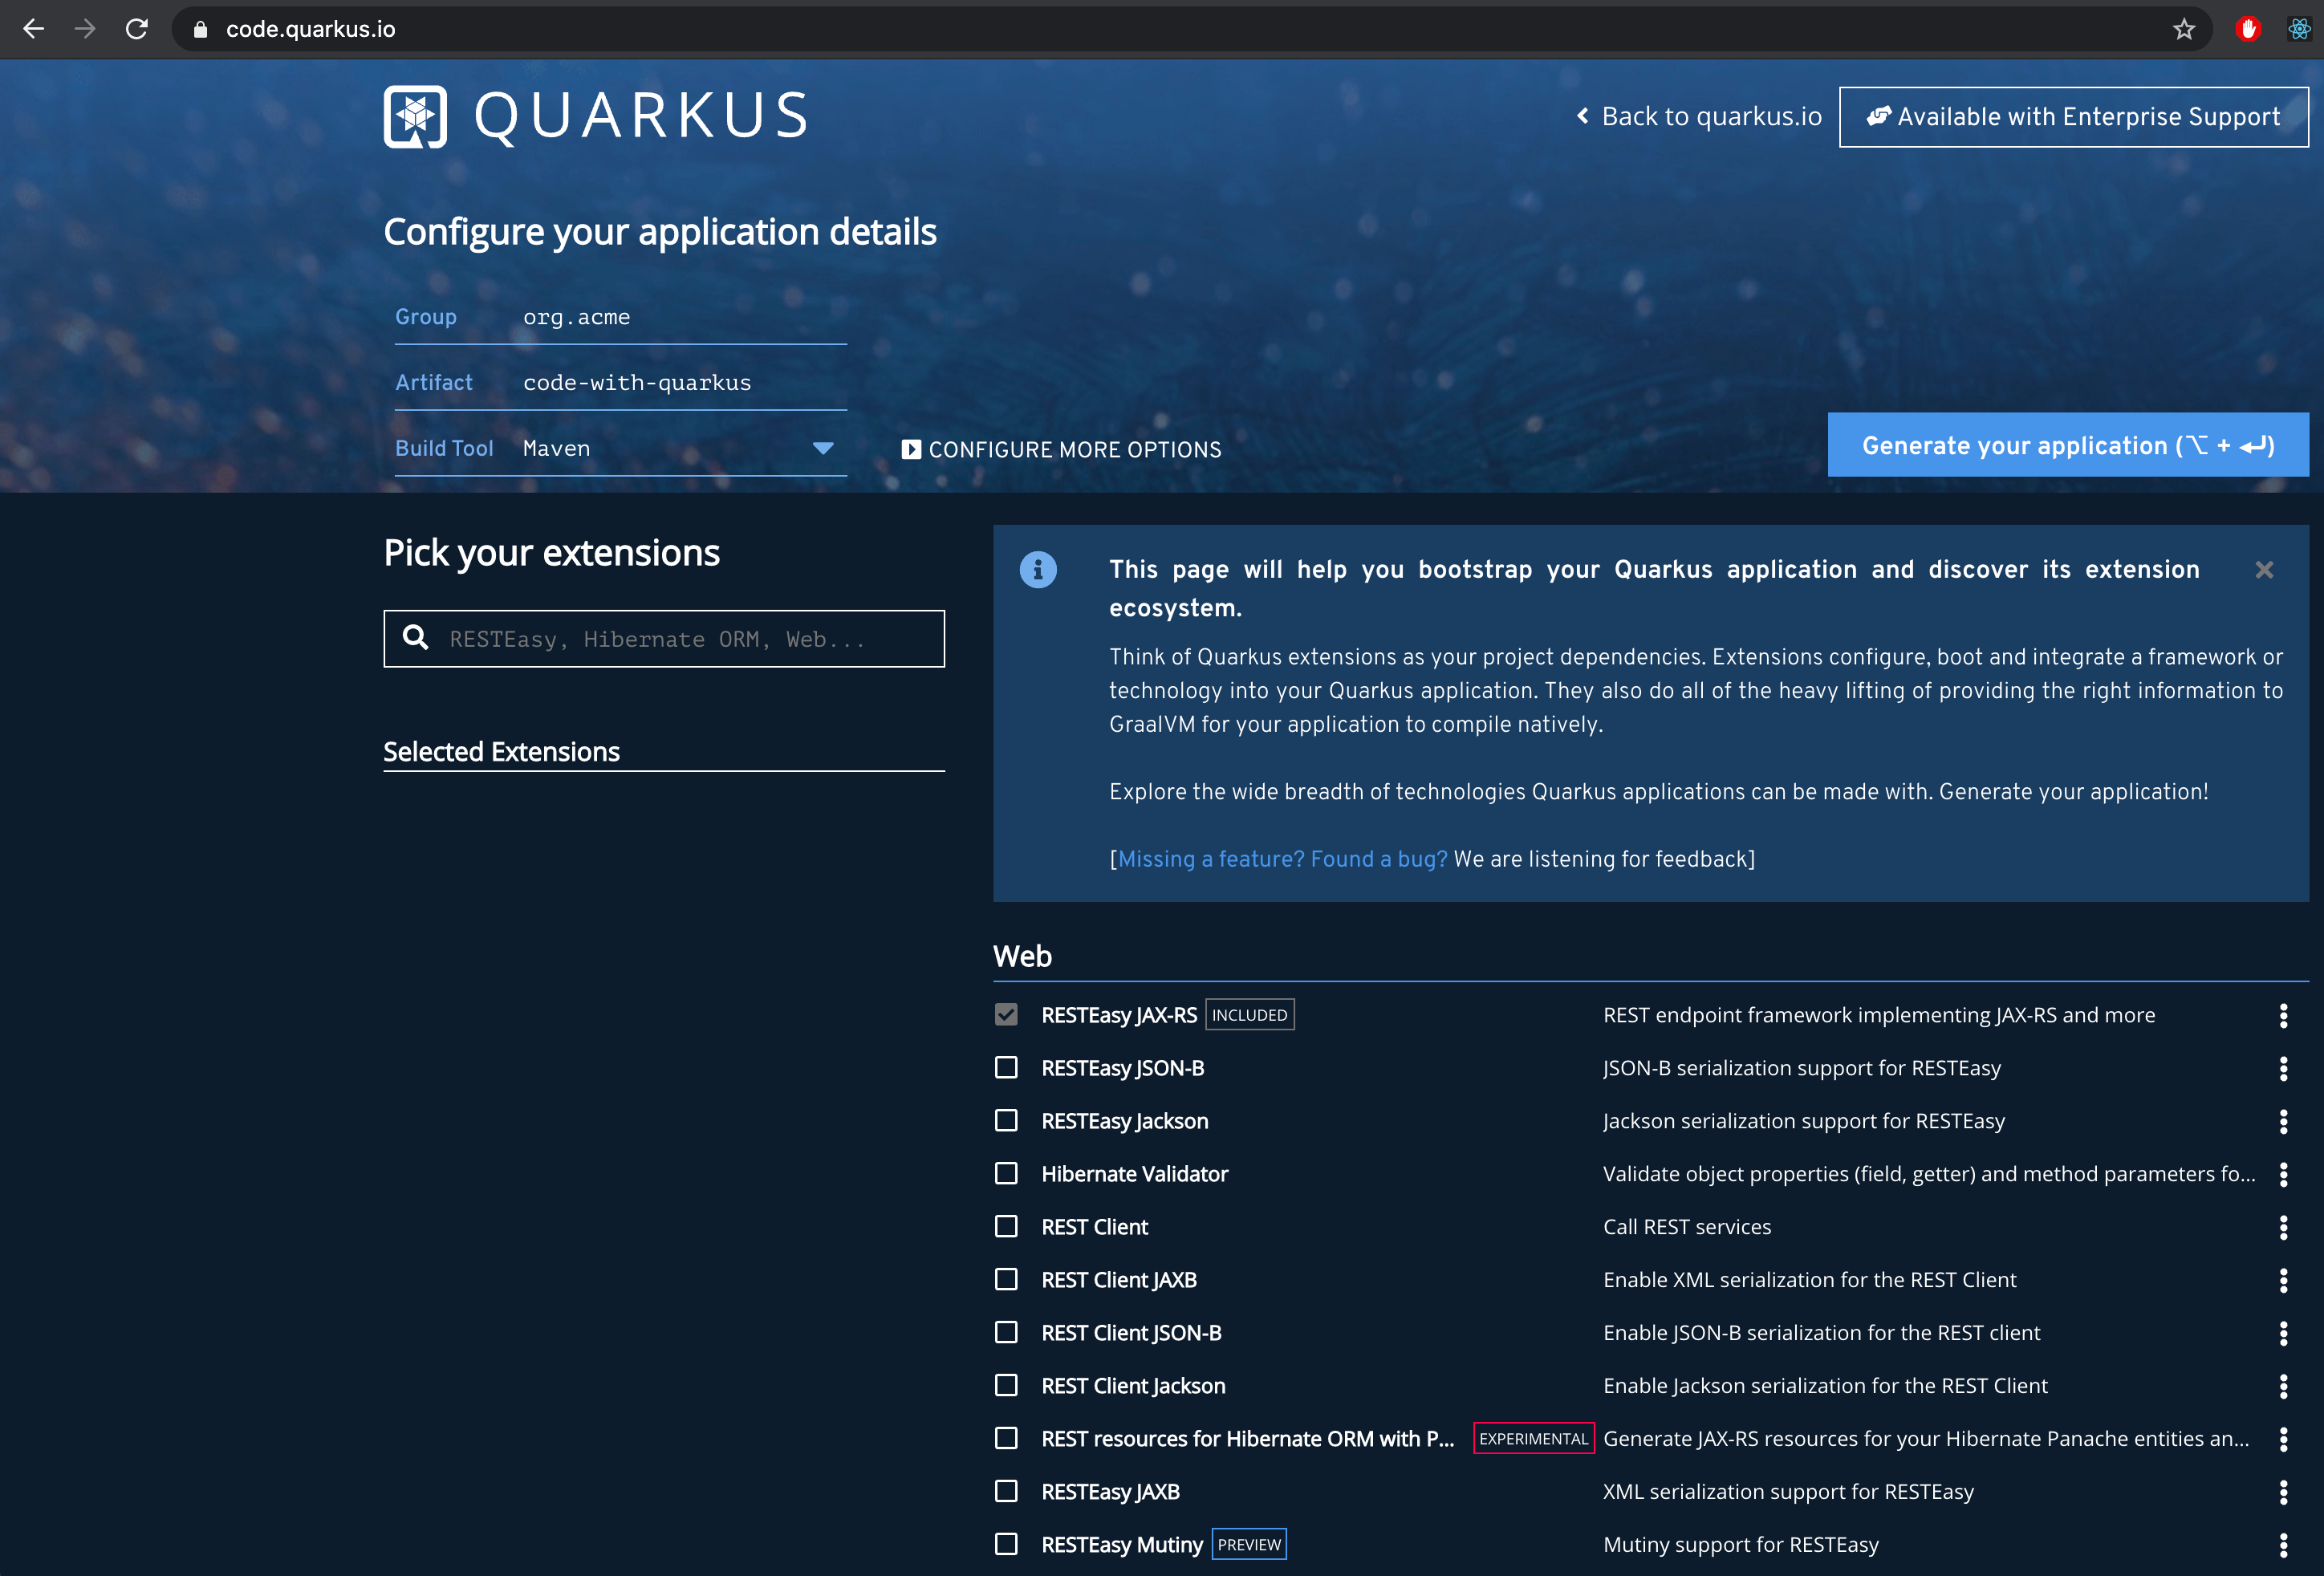 code.quarkus.io
QUARKUS
Back to quarkus.io
Available with Enterprise Support
Configure your application details
Group org.acme
Artifact code-with-quarkus
Build Tool Maven
CONFIGURE MORE OPTIONS
Generate your application (⌥ + ↵)
Pick your extensions
RESTEasy, Hibernate ORM, Web...
Selected Extensions
This page will help you bootstrap your Quarkus application and discover its extension
ecosystem.
Think of Quarkus extensions as your project dependencies. Extensions configure, boot and integrate a framework or
technology into your Quarkus application. They also do all of the heavy lifting of providing the right information to
GraalVM for your application to compile natively.
Explore the wide breadth of technologies Quarkus applications can be made with. Generate your application!
[Missing a feature? Found a bug? We are listening for feedback]
Web
RESTEasy JAX-RS INCLUDED REST endpoint framework implementing JAX-RS and more
RESTEasy JSON-B JSON-B serialization support for RESTEasy
RESTEasy Jackson Jackson serialization support for RESTEasy
Hibernate Validator Validate object properties (field, getter) and method parameters fo...
REST Client Call REST services
REST Client JAXB Enable XML serialization for the REST Client
REST Client JSON-B Enable JSON-B serialization for the REST client
REST Client Jackson Enable Jackson serialization for the REST Client
REST resources for Hibernate ORM with P... EXPERIMENTAL Generate JAX-RS resources for your Hibernate Panache entities an...
RESTEasy JAXB XML serialization support for RESTEasy
RESTEasy Mutiny PREVIEW Mutiny support for RESTEasy